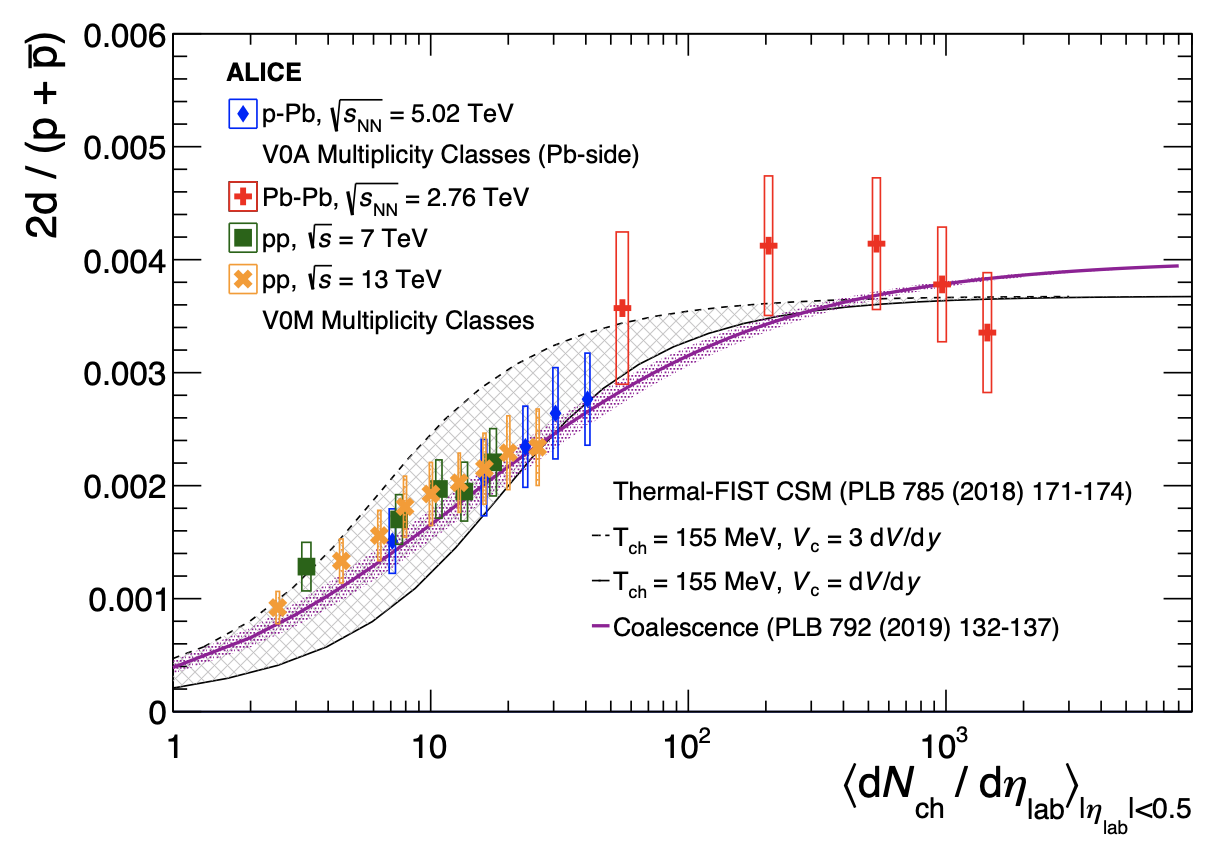 2d / (p + p̅)
0.006
0.005
0.004
0.003
0.002
0.001
0
ALICE
p-Pb, √sNN = 5.02 TeV
V0A Multiplicity Classes (Pb-side)
Pb-Pb, √sNN = 2.76 TeV
pp, √s = 7 TeV
pp, √s = 13 TeV
V0M Multiplicity Classes
Thermal-FIST CSM (PLB 785 (2018) 171-174)
Tch = 155 MeV, Vc = 3 dV/dy
Tch = 155 MeV, Vc = dV/dy
Coalescence (PLB 792 (2019) 132-137)
1 10 10² 10³
⟨dNch / dηlab⟩|ηlab|<0.5